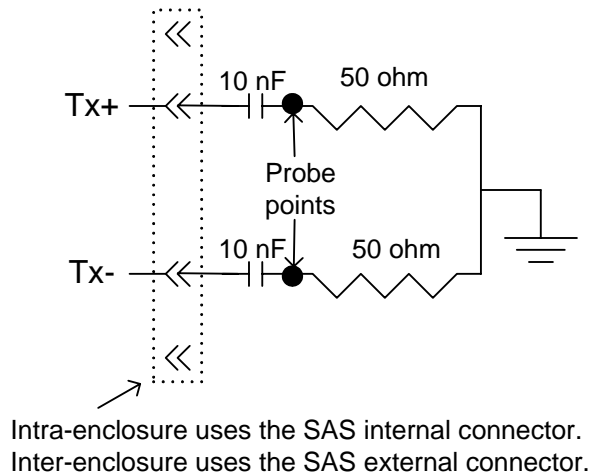 10 nF
50 ohm
Tx+
Probe
points
10 nF
50 ohm
Tx-
Intra-enclosure uses the SAS internal connector.
Inter-enclosure uses the SAS external connector.